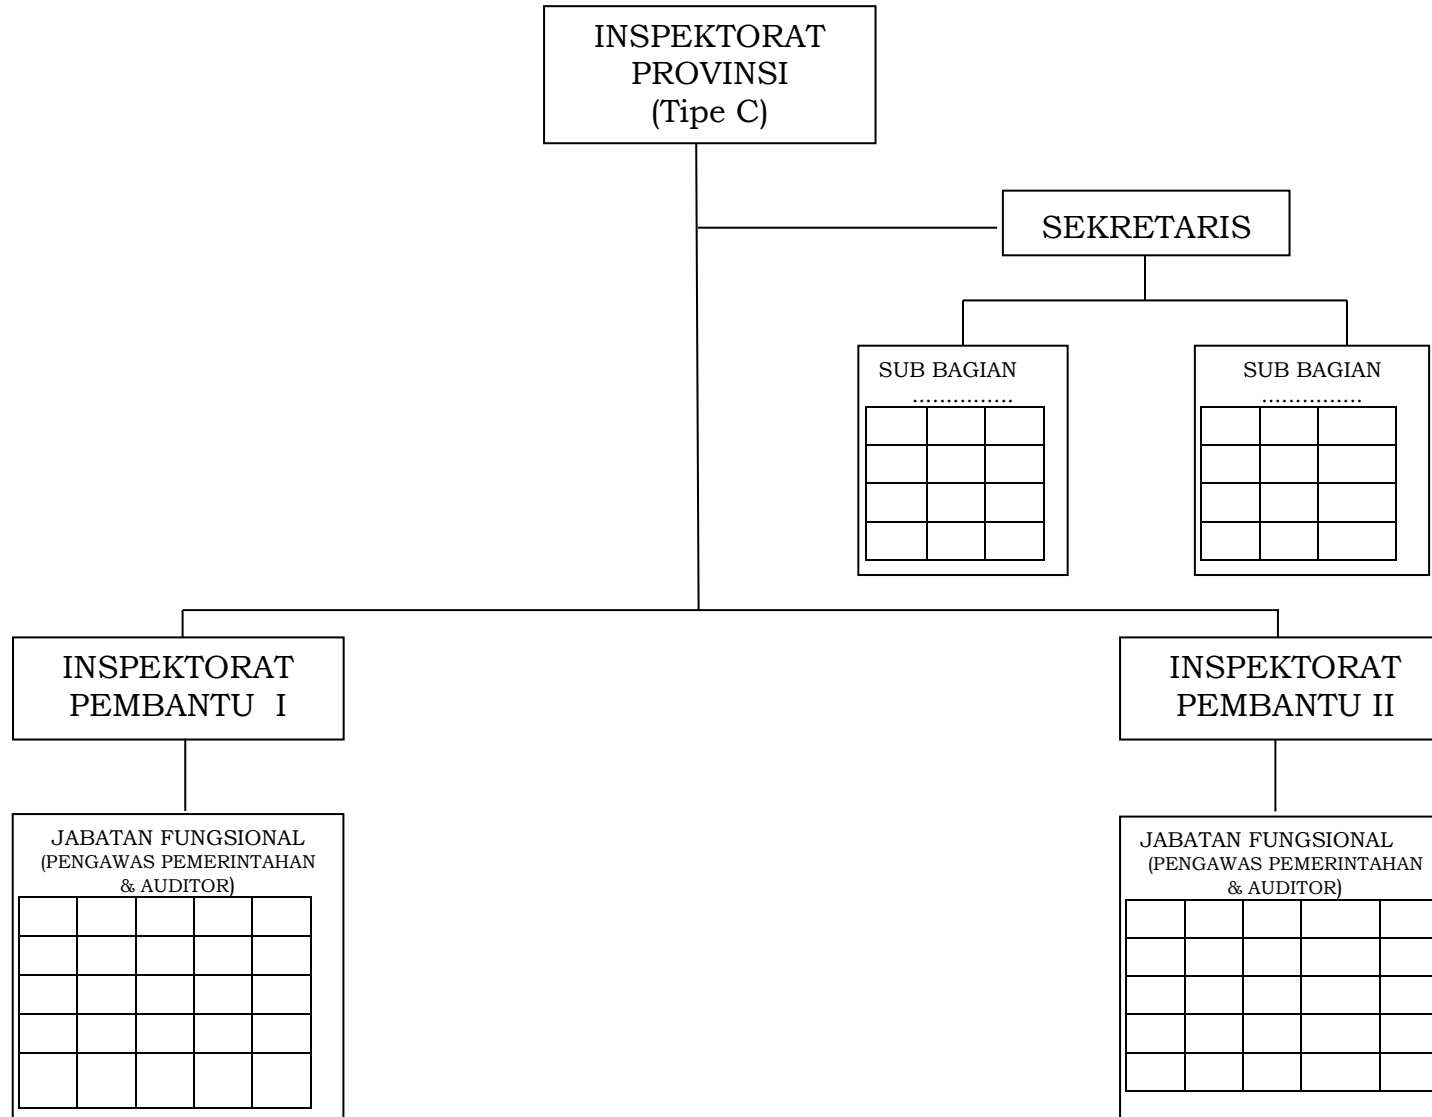 INSPEKTORAT
PROVINSI
(Tipe C)
SEKRETARIS
SUB BAGIAN
...............
SUB BAGIAN
...............
INSPEKTORAT
PEMBANTU  I
INSPEKTORAT
PEMBANTU II
JABATAN FUNGSIONAL
(PENGAWAS PEMERINTAHAN
& AUDITOR)
JABATAN FUNGSIONAL
(PENGAWAS PEMERINTAHAN
& AUDITOR)